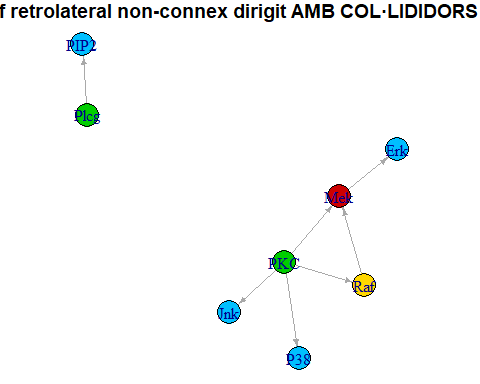 f retrolateral non-connex dirigit AMB COL·LIDIDORS
PIP2
Plcg
Erk
Mek
PKC
Raf
Jnk
P38